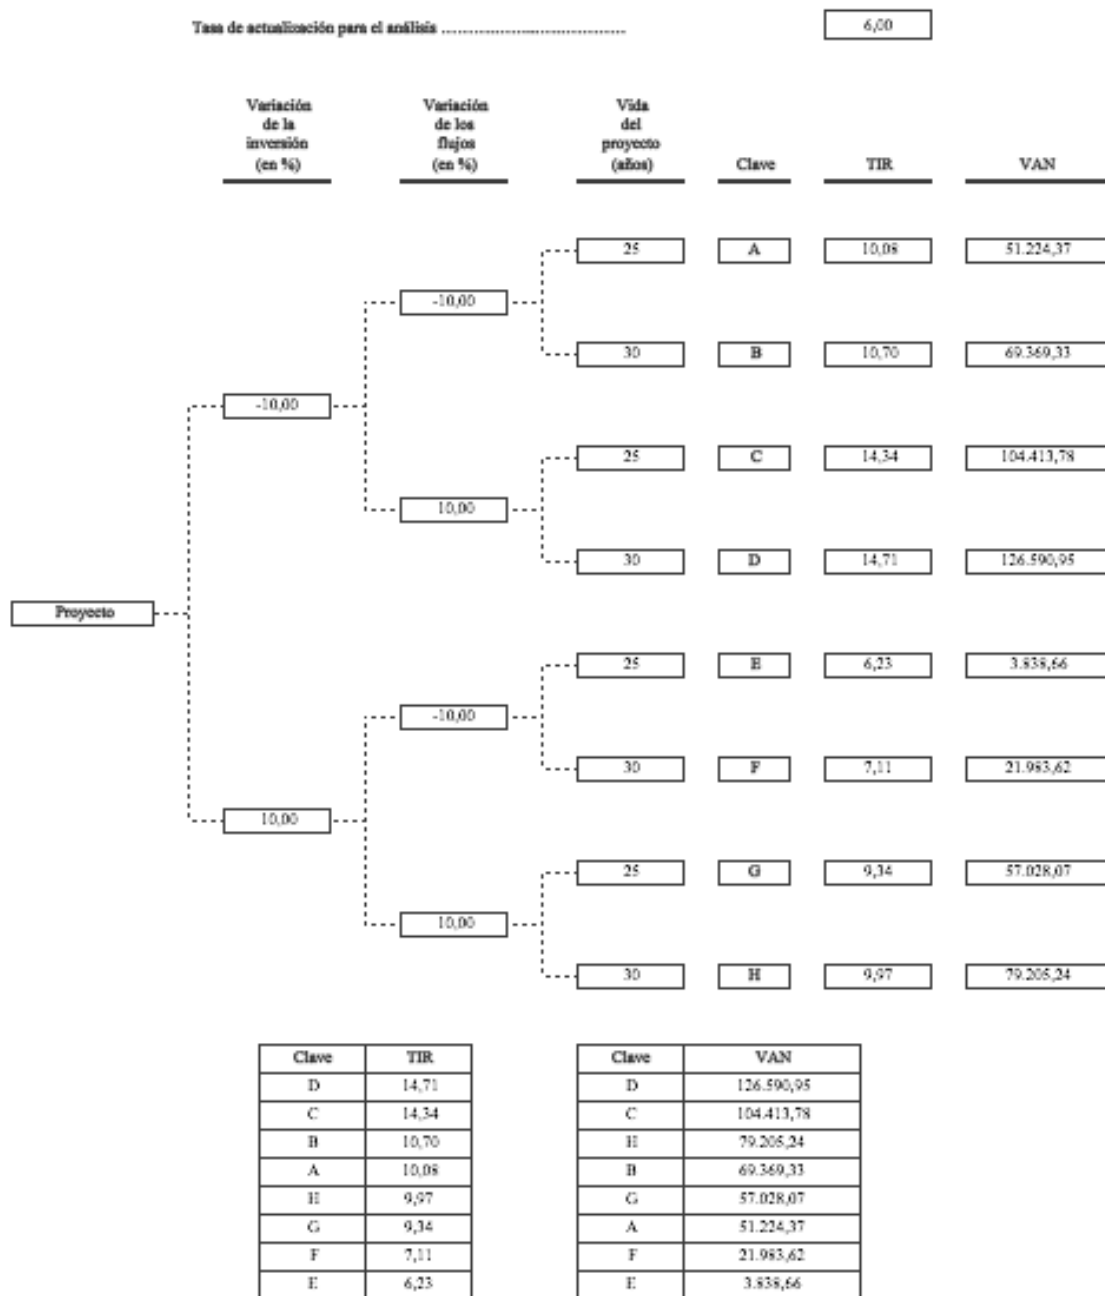 Tasa de actualización para el análisis ........................................ 6,00
Variación de la inversión (en %)
Variación de los flujos (en %)
Vida del proyecto (años)
Clave
TIR
VAN
25 A 10,08 51.224,37
-10,00
30 B 10,70 69.369,33
-10,00
25 C 14,34 104.413,78
10,00
30 D 14,71 126.590,95
Proyecto
25 E 6,23 3.838,66
-10,00
30 F 7,11 21.983,62
10,00
25 G 9,34 57.028,07
10,00
30 H 9,97 79.205,24
Clave TIR
D 14,71
C 14,34
B 10,70
A 10,08
H 9,97
G 9,34
F 7,11
E 6,23
Clave VAN
D 126.590,95
C 104.413,78
H 79.205,24
B 69.369,33
G 57.028,07
A 51.224,37
F 21.983,62
E 3.838,66